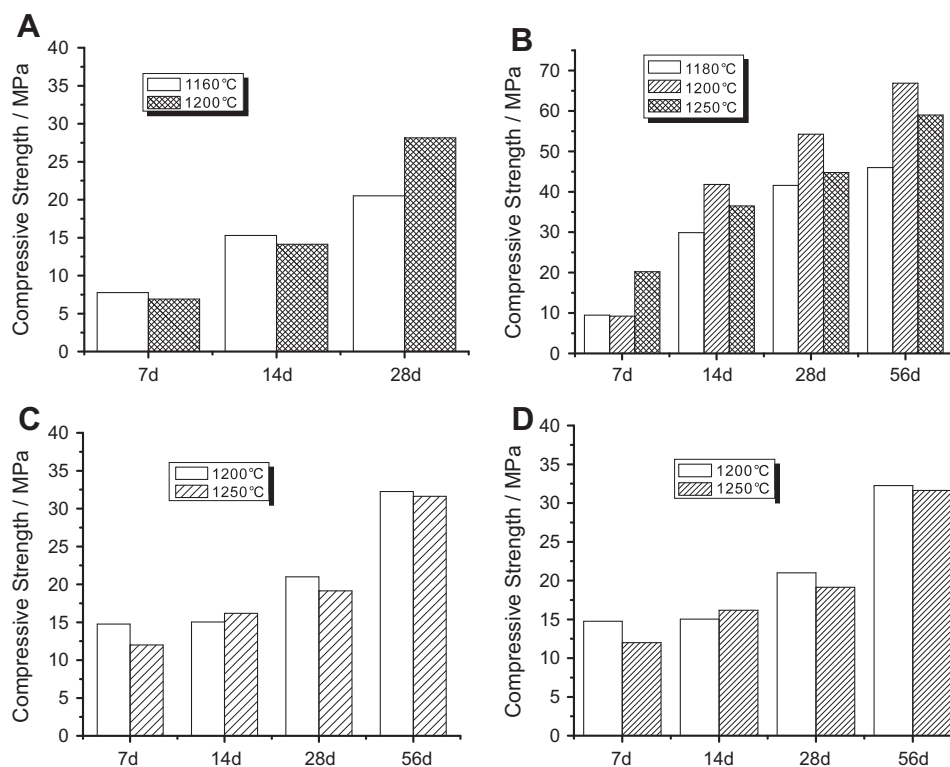 A
Compressive Strength / MPa
40
35
30
25
20
15
10
5
0
1160°C
1200°C
7d 14d 28d
B
Compressive Strength / MPa
70
60
50
40
30
20
10
0
1180°C
1200°C
1250°C
7d 14d 28d 56d
C
Compressive Strength / MPa
40
35
30
25
20
15
10
5
0
1200°C
1250°C
7d 14d 28d 56d
D
Compressive Strength / MPa
40
35
30
25
20
15
10
5
0
1200°C
1250°C
7d 14d 28d 56d